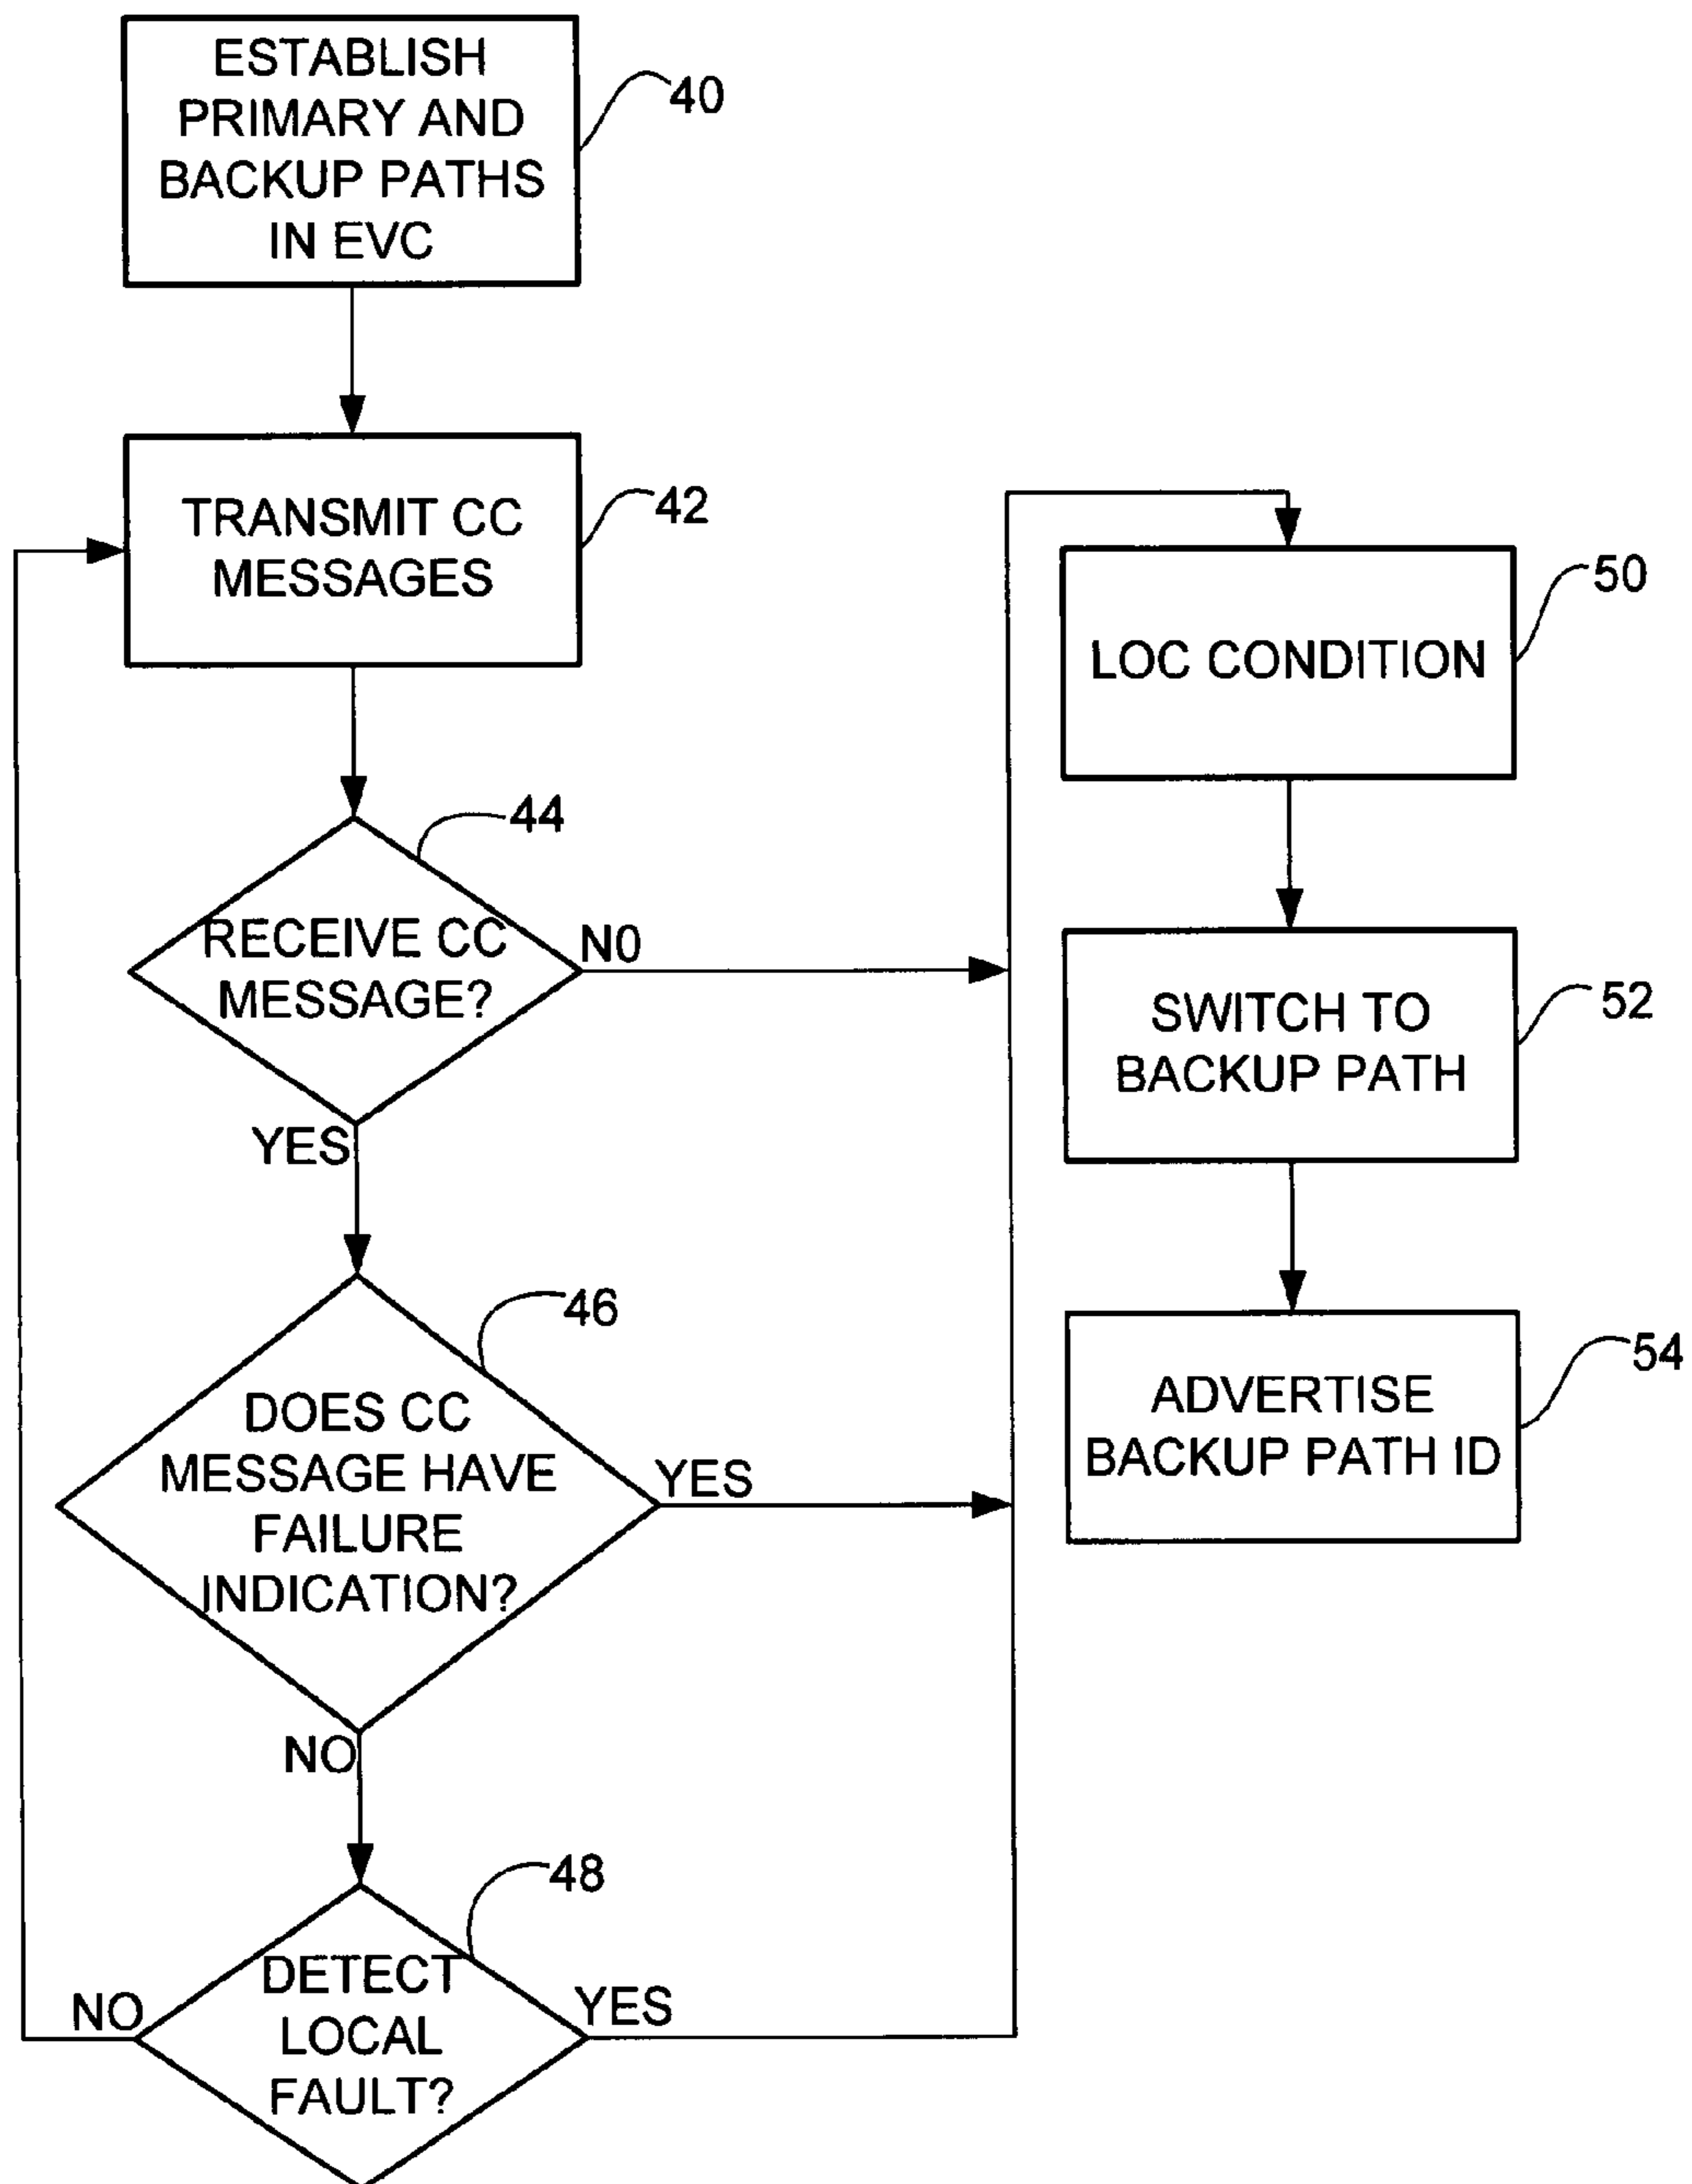 ESTABLISH
PRIMARY AND
BACKUP PATHS
IN EVC
40
TRANSMIT CC
MESSAGES
42
44
RECEIVE CC
MESSAGE?
N0
YES
46
DOES CC
MESSAGE HAVE
FAILURE
INDICATION?
YES
NO
48
DETECT
LOCAL
FAULT?
NO
YES
LOC CONDITION
50
SWITCH TO
BACKUP PATH
52
ADVERTISE
BACKUP PATH ID
54